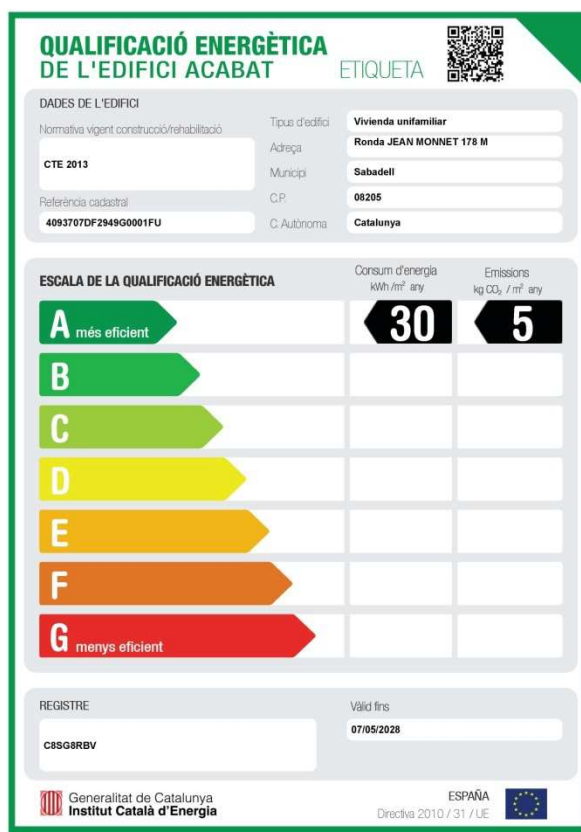 QUALIFICACIÓ ENERGÈTICA
DE L'EDIFICI ACABAT
ETIQUETA
DADES DE L'EDIFICI
Normativa vigent construcció/rehabilitació
CTE 2013
Referència cadastral
4093707DF2949G0001FU
Tipus d'edifici
Vivienda unifamiliar
Adreça
Ronda JEAN MONNET 178 M
Municipi
Sabadell
C.P.
08205
C. Autònoma
Catalunya
ESCALA DE LA QUALIFICACIÓ ENERGÈTICA
Consum d'energia
kWh /m² any
Emissions
kg CO₂ / m² any
A més eficient
30
5
B
C
D
E
F
G menys eficient
REGISTRE
C8SG8RBV
Vàlid fins
07/05/2028
Generalitat de Catalunya
Institut Català d'Energia
ESPAÑA
Directiva 2010 / 31 / UE